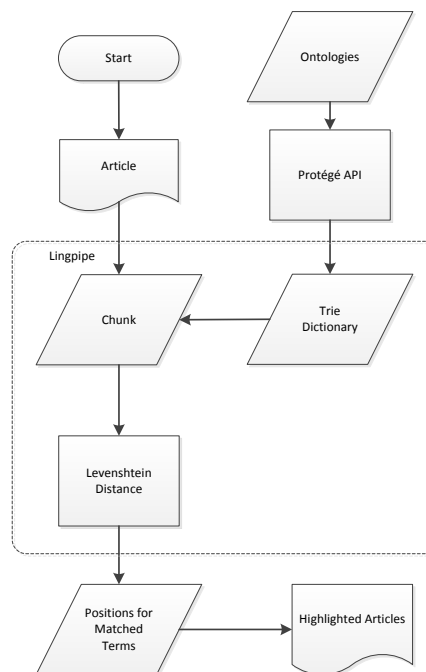 Start
Ontologies
Article
Protégé API
Lingpipe
Chunk
Trie
Dictionary
Levenshtein
Distance
Positions for
Matched
Terms
Highlighted Articles